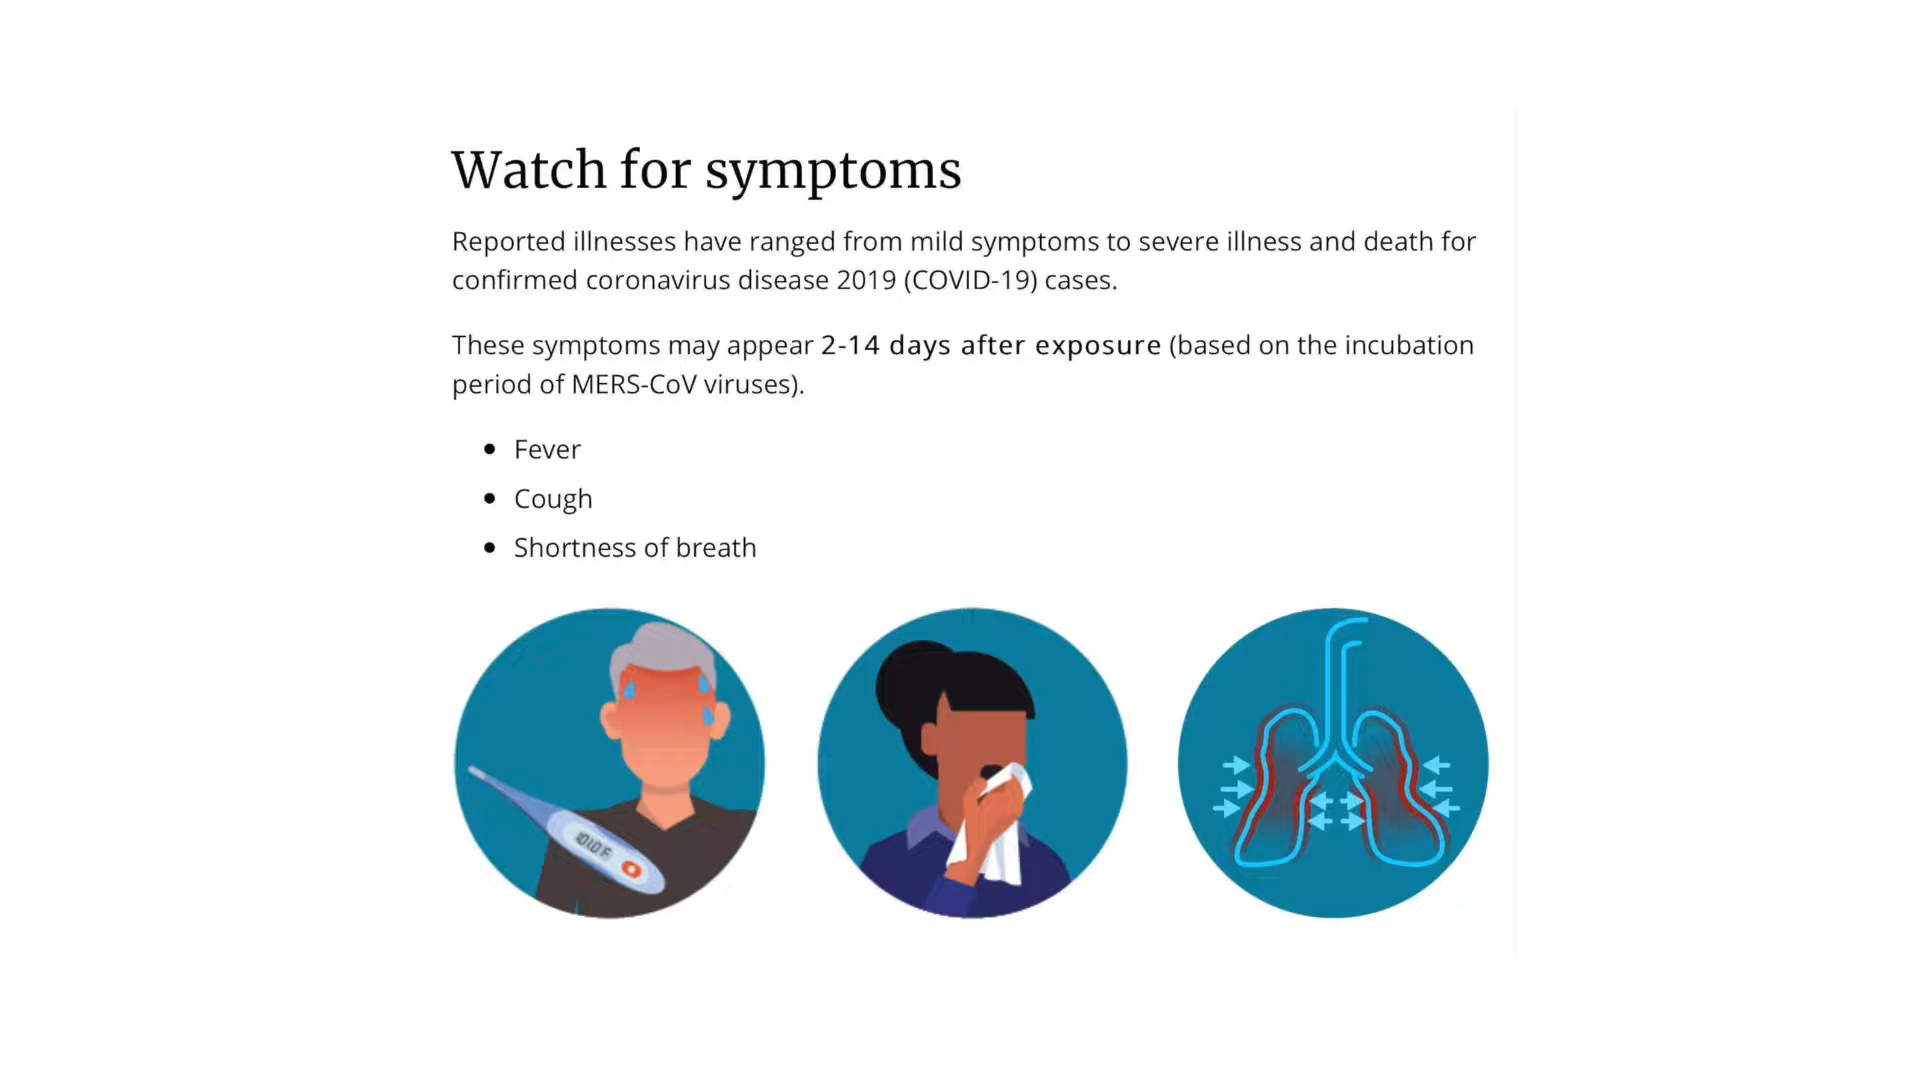 Watch for symptoms
Reported illnesses have ranged from mild symptoms to severe illness and death for
confirmed coronavirus disease 2019 (COVID-19) cases.
These symptoms may appear 2-14 days after exposure (based on the incubation
period of MERS-CoV viruses).
• Fever
• Cough
• Shortness of breath